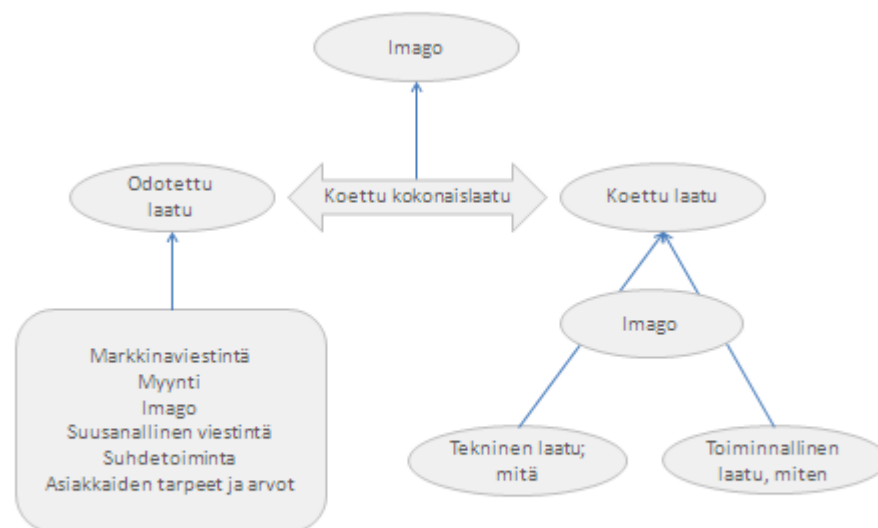 Imago
Odotettu
laatu
Koettu kokonaislaatu
Koettu laatu
Markkinaviestintä
Myynti
Imago
Suusanallinen viestintä
Suhdetoiminta
Asiakkaiden tarpeet ja arvot
Imago
Tekninen laatu;
mitä
Toiminnallinen
laatu, miten